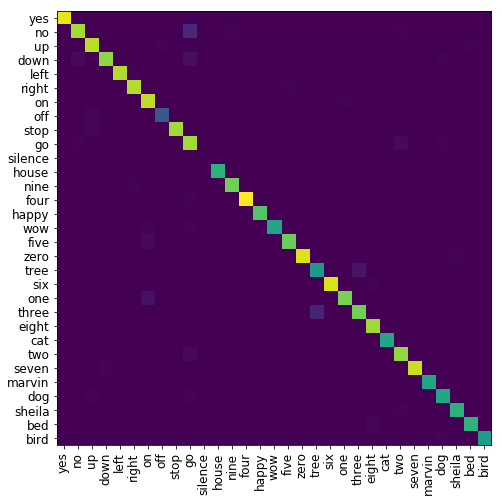 yes
no
up
down
left
right
on
off
stop
go
silence
house
nine
four
happy
wow
five
zero
tree
six
one
three
eight
cat
two
seven
marvin
dog
sheila
bed
bird
yes
no
up
down
left
right
on
off
stop
go
silence
house
nine
four
happy
wow
five
zero
tree
six
one
three
eight
cat
two
seven
marvin
dog
sheila
bed
bird